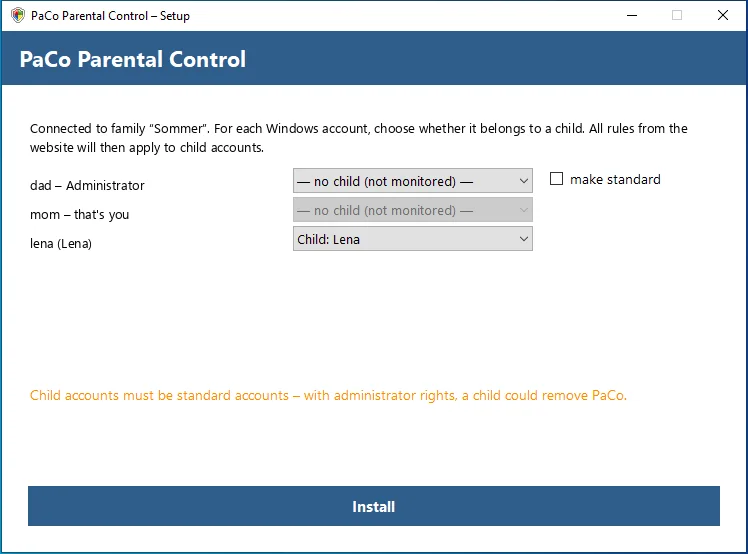 PaCo Parental Control – Setup
PaCo Parental Control
Connected to family “Sommer”. For each Windows account, choose whether it belongs to a child. All rules from the
website will then apply to child accounts.
dad – Administrator
— no child (not monitored) —
make standard
mom – that's you
— no child (not monitored) —
lena (Lena)
Child: Lena
Child accounts must be standard accounts – with administrator rights, a child could remove PaCo.
Install